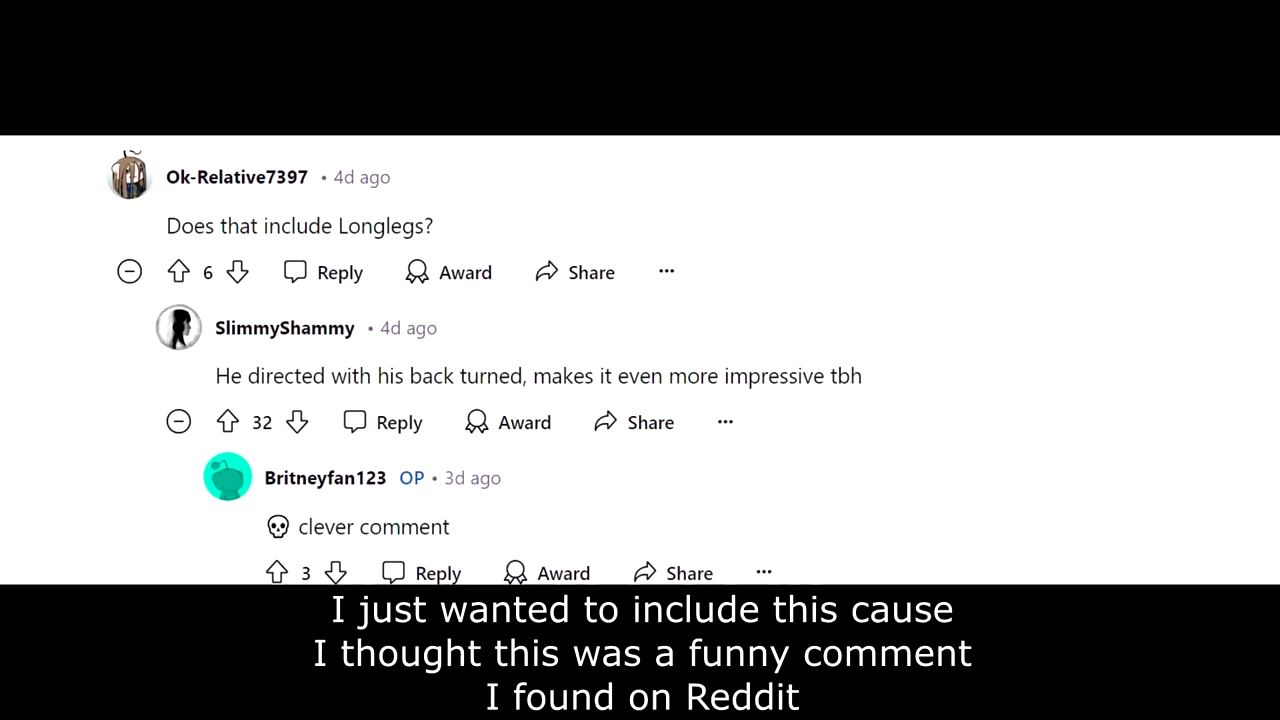 Ok-Relative7397 • 4d ago
Does that include Longlegs?
6 Reply Award Share ...
SlimmyShammy • 4d ago
He directed with his back turned, makes it even more impressive tbh
32 Reply Award Share ...
Britneyfan123 OP • 3d ago
💀 clever comment
3 Reply Award Share ...
I just wanted to include this cause
I thought this was a funny comment
I found on Reddit